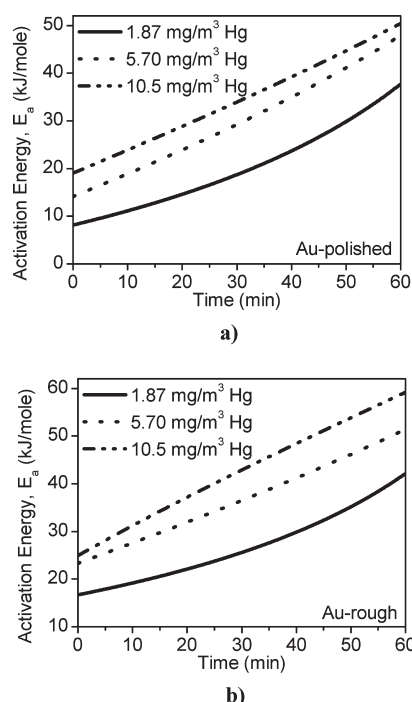 50
40
30
20
10
0
Activation Energy, Eₐ (kJ/mole)
1.87 mg/m³ Hg
5.70 mg/m³ Hg
10.5 mg/m³ Hg
Au-polished
0 10 20 30 40 50 60
Time (min)
a)
60
50
40
30
20
10
Activation Energy, Eₐ (kJ/mole)
1.87 mg/m³ Hg
5.70 mg/m³ Hg
10.5 mg/m³ Hg
Au-rough
0 10 20 30 40 50 60
Time (min)
b)